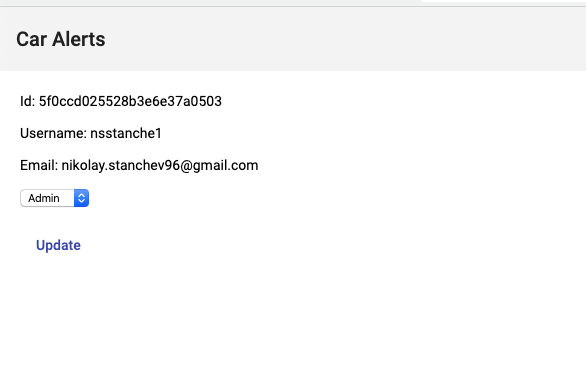 Car Alerts
Id: 5f0ccd025528b3e6e37a0503
Username: nsstanche1
Email: nikolay.stanchev96@gmail.com
Admin
Update